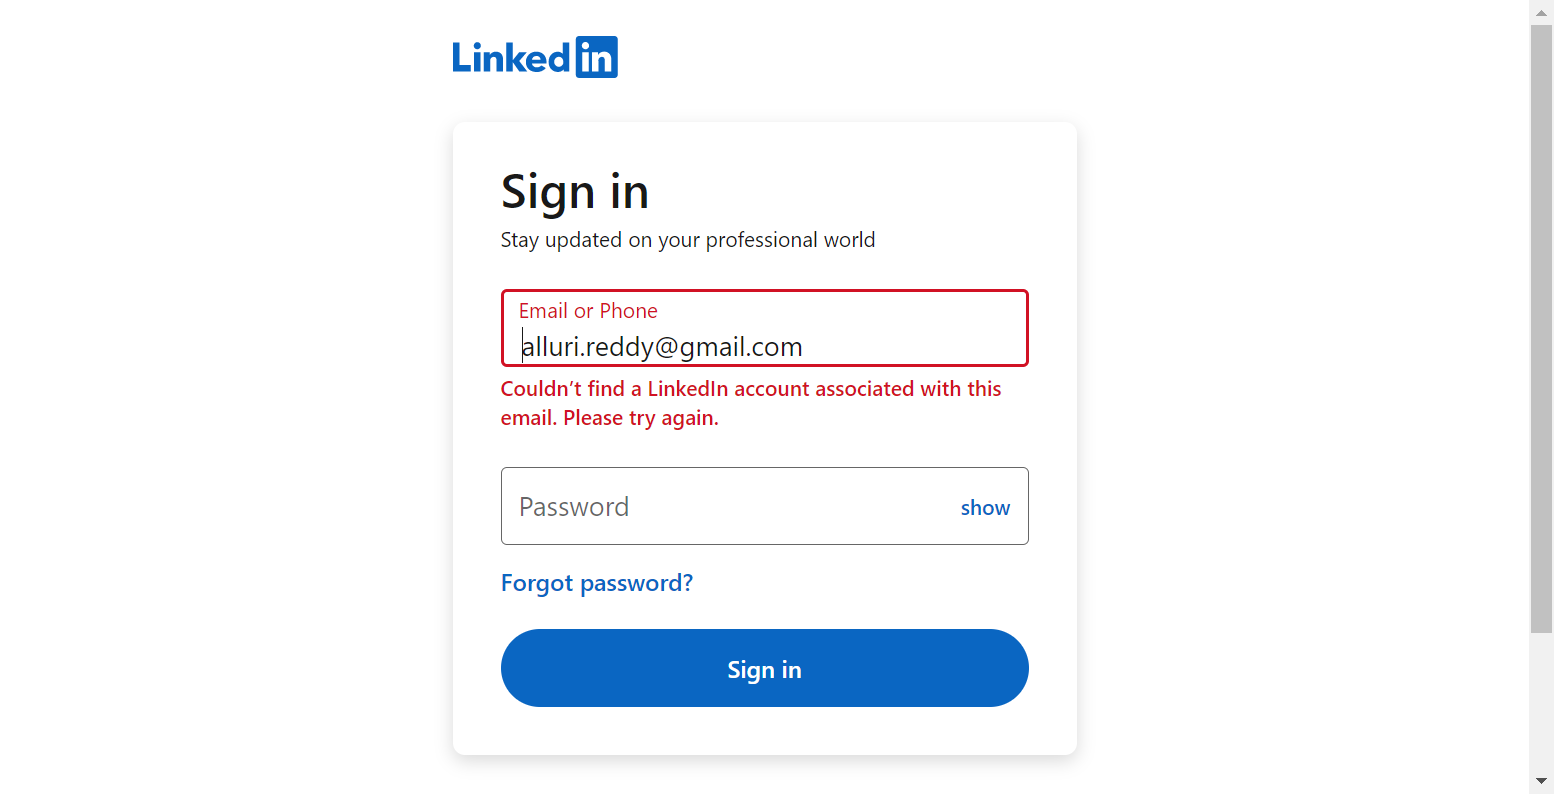 Linked in
Sign in
Stay updated on your professional world
Email or Phone
alluri.reddy@gmail.com
Couldn’t find a LinkedIn account associated with this
email. Please try again.
Password show
Forgot password?
Sign in